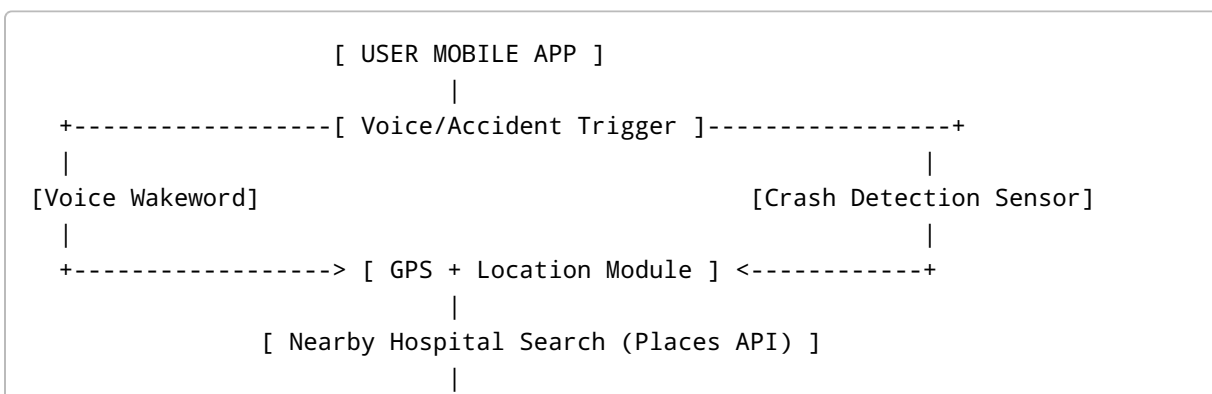 [ USER MOBILE APP ]
|
+------------------[ Voice/Accident Trigger ]-----------------+
| |
[Voice Wakeword] [Crash Detection Sensor]
| |
+------------------> [ GPS + Location Module ] <------------+
|
[ Nearby Hospital Search (Places API) ]
|